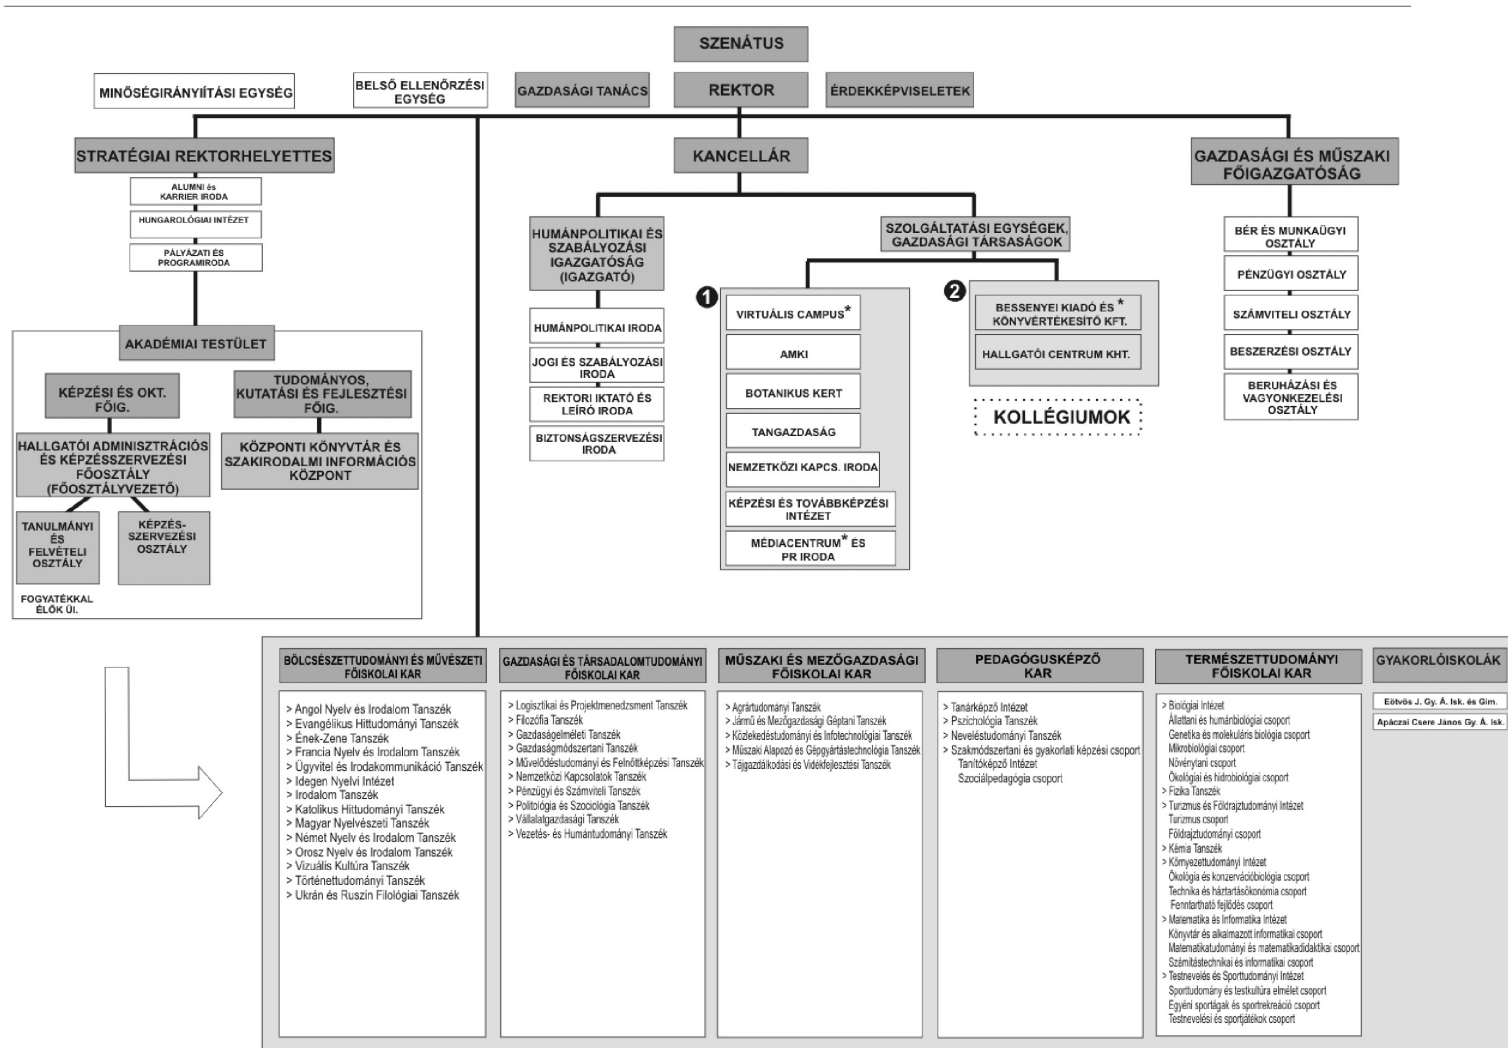 SZENÁTUS
MINŐSÉGIRÁNYIÍTÁSI EGYSÉG
BELSŐ ELLENŐRZÉSI
EGYSÉG
GAZDASÁGI TANÁCS
REKTOR
ÉRDEKKÉPVISELETEK
STRATÉGIAI REKTORHELYETTES
ALUMNI és
KARRIER IRODA
HUNGAROLÓGIAI INTÉZET
PÁLYÁZATI ÉS
PROGRAMIRODA
KANCELLÁR
GAZDASÁGI ÉS MŰSZAKI
FŐIGAZGATÓSÁG
HUMÁNPOLITIKAI ÉS
SZABÁLYOZÁSI
IGAZGATÓSÁG
(IGAZGATÓ)
HUMÁNPOLITIKAI IRODA
JOGI ÉS SZABÁLYOZÁSI
IRODA
REKTORI IKTATÓ ÉS
LEÍRÓ IRODA
BIZTONSÁGSZERVEZÉSI
IRODA
SZOLGÁLTATÁSI EGYSÉGEK,
GAZDASÁGI TÁRSASÁGOK
1
VIRTUÁLIS CAMPUS*
AMKI
BOTANIKUS KERT
TANGAZDASÁG
NEMZETKÖZI KAPCS. IRODA
KÉPZÉSI ÉS TOVÁBBKÉPZÉSI
INTÉZET
MÉDIACENTRUM* ÉS
PR IRODA
2
BESSENYEI KIADÓ ÉS *
KÖNYVÉRTÉKESÍTŐ KFT.
HALLGATÓI CENTRUM KHT.
KOLLÉGIUMOK
BÉR ÉS MUNKAÜGYI
OSZTÁLY
PÉNZÜGYI OSZTÁLY
SZÁMVITELI OSZTÁLY
BESZERZÉSI OSZTÁLY
BERUHÁZÁSI ÉS
VAGYONKEZELÉSI
OSZTÁLY
AKADÉMIAI TESTÜLET
KÉPZÉSI ÉS OKT.
FŐIG.
TUDOMÁNYOS,
KUTATÁSI ÉS FEJLESZTÉSI
FŐIG.
HALLGATÓI ADMINISZTRÁCIÓS
ÉS KÉPZÉSSZERVEZÉSI
FŐOSZTÁLY
(FŐOSZTÁLYVEZETŐ)
KÖZPONTI KÖNYVTÁR ÉS
SZAKIRODALMI INFORMÁCIÓS
KÖZPONT
TANULMÁNYI
ÉS
FELVÉTELI
OSZTÁLY
KÉPZÉS-
SZERVEZÉSI
OSZTÁLY
FOGYATÉKKAL
ÉLŐK ÜI.
BÖLCSÉSZETTUDOMÁNYI ÉS MŰVÉSZETI
FŐISKOLAI KAR
> Angol Nyelv és Irodalom Tanszék
> Evangélikus Hittudományi Tanszék
> Ének-Zene Tanszék
> Francia Nyelv és Irodalom Tanszék
> Ügyvitel és Irodakommunikáció Tanszék
> Idegen Nyelvi Intézet
> Irodalom Tanszék
> Katolikus Hittudományi Tanszék
> Magyar Nyelvészeti Tanszék
> Német Nyelv és Irodalom Tanszék
> Orosz Nyelv és Irodalom Tanszék
> Vizuális Kultúra Tanszék
> Történettudományi Tanszék
> Ukrán és Ruszin Filológiai Tanszék
GAZDASÁGI ÉS TÁRSADALOMTUDOMÁNYI
FŐISKOLAI KAR
> Logisztikai és Projektmenedzsment Tanszék
> Filozófia Tanszék
> Gazdaságelméleti Tanszék
> Gazdaságmódszertani Tanszék
> Művelődéstudományi és Felnőttképzési Tanszék
> Nemzetközi Kapcsolatok Tanszék
> Pénzügyi és Számviteli Tanszék
> Politológia és Szociológia Tanszék
> Vállalatgazdasági Tanszék
> Vezetés- és Humántudományi Tanszék
MŰSZAKI ÉS MEZŐGAZDASÁGI
FŐISKOLAI KAR
> Agrártudományi Tanszék
> Jármű és Mezőgazdasági Géptani Tanszék
> Közlekedéstudományi és Infotechnológiai Tanszék
> Műszaki Alapozó és Gépgyártástechnológia Tanszék
> Tájgazdálkodási és Vidékfejlesztési Tanszék
PEDAGÓGUSKÉPZŐ
KAR
> Tanárképző Intézet
> Pszichológia Tanszék
> Neveléstudományi Tanszék
> Szakmódszertani és gyakorlati képzési csoport
Tanítóképző Intézet
Szociálpedagógia csoport
TERMÉSZETTUDOMÁNYI
FŐISKOLAI KAR
> Biológiai Intézet
Állattani és humánbiológiai csoport
Genetika és molekuláris biológia csoport
Mikrobiológiai csoport
Növénytani csoport
Ökológiai és hidrobiológiai csoport
> Fizika Tanszék
> Turizmus és Földrajztudományi Intézet
Turizmus csoport
Földrajztudományi csoport
> Kémia Tanszék
> Környezettudományi Intézet
Ökológia és konzervációbiológia csoport
Technika és háztartásökonómia csoport
Fenntartható fejlődés csoport
> Matematika és Informatika Intézet
Könyvtár és alkalmazott informatikai csoport
Matematikatudományi és matematikadidaktikai csoport
Számítástechnikai és informatikai csoport
> Testnevelés és Sporttudományi Intézet
Sporttudomány és testkultúra elmélet csoport
Egyéni sportágak és sportrekreáció csoport
Testnevelési és sportjátékok csoport
GYAKORLÓISKOLÁK
Eötvös J. Gy. Á. Isk. és Gim.
Apáczai Csere János Gy. Á. Isk.